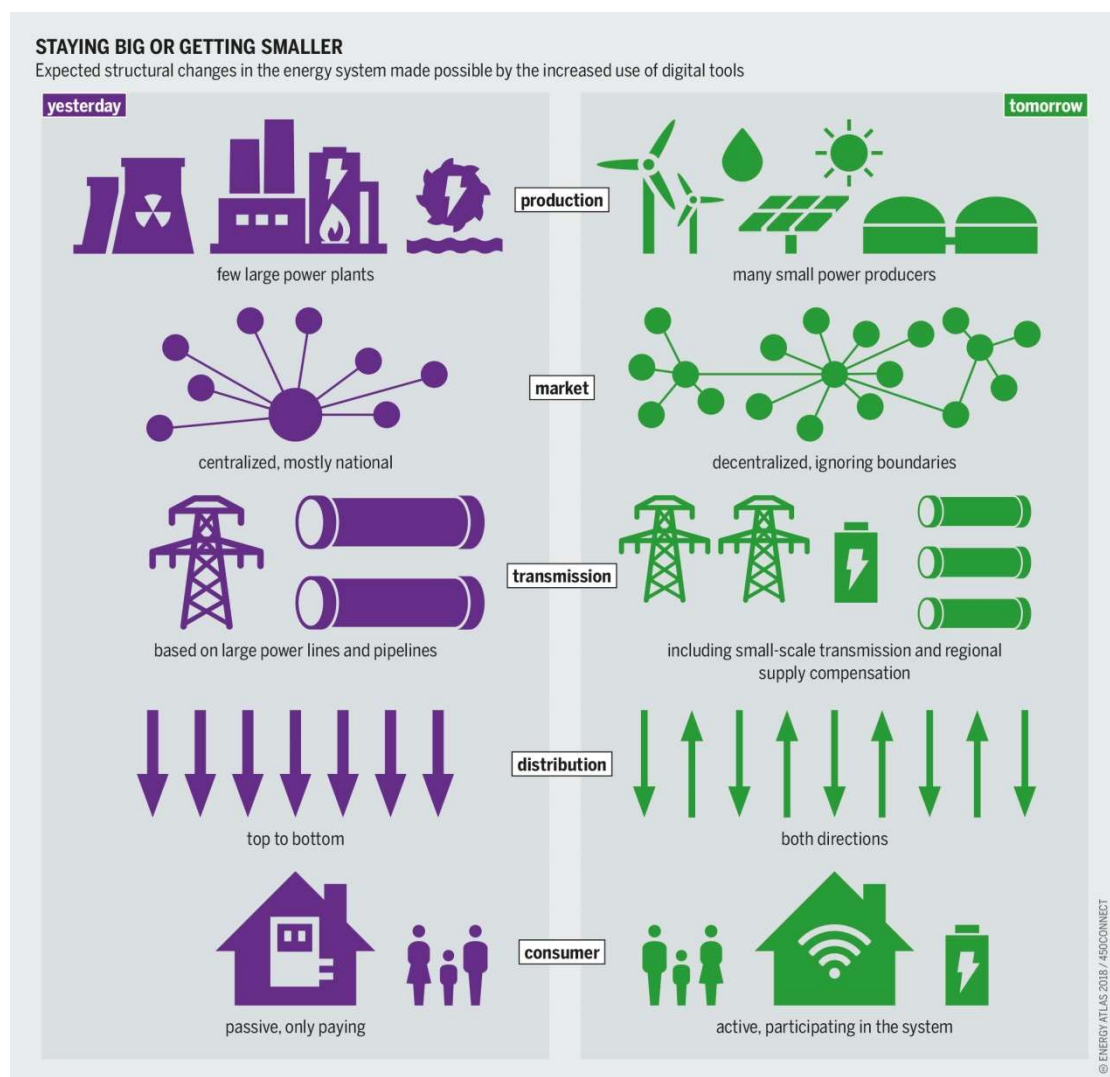 STAYING BIG OR GETTING SMALLER
Expected structural changes in the energy system made possible by the increased use of digital tools
yesterday
tomorrow
production
few large power plants
many small power producers
market
centralized, mostly national
decentralized, ignoring boundaries
transmission
based on large power lines and pipelines
including small-scale transmission and regional
supply compensation
distribution
top to bottom
both directions
consumer
passive, only paying
active, participating in the system
© ENERGY ATLAS 2018 / 450CONNECT